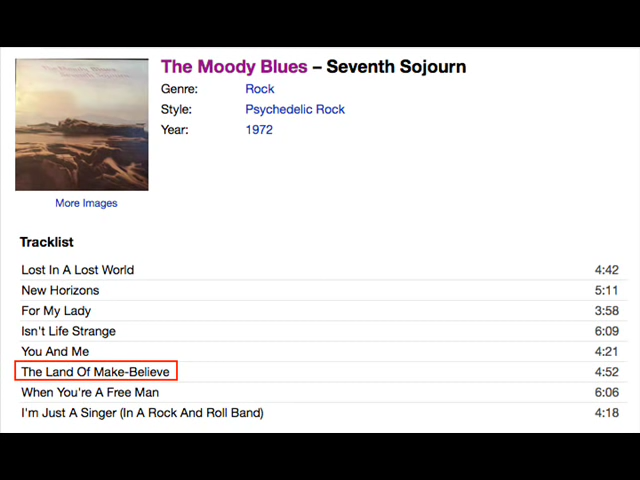 The Moody Blues – Seventh Sojourn
Genre: Rock
Style: Psychedelic Rock
Year: 1972
More Images
Tracklist
Lost In A Lost World 4:42
New Horizons 5:11
For My Lady 3:58
Isn't Life Strange 6:09
You And Me 4:21
The Land Of Make-Believe 4:52
When You're A Free Man 6:06
I'm Just A Singer (In A Rock And Roll Band) 4:18